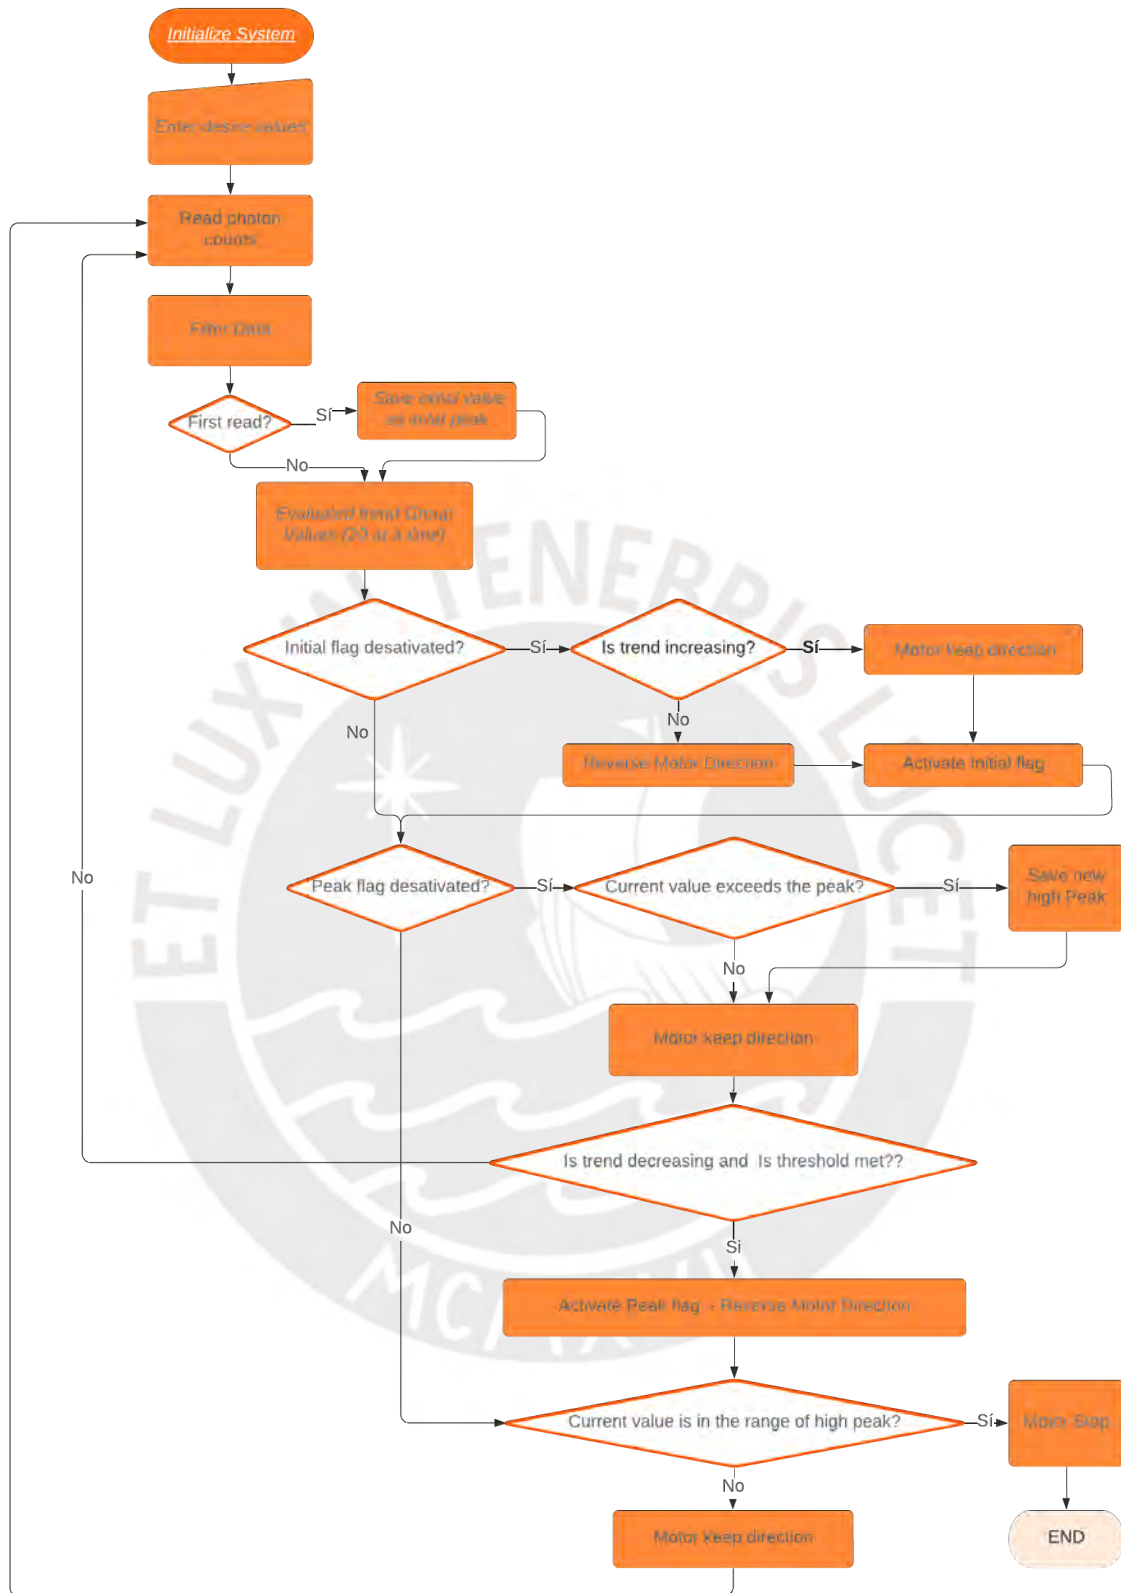 Initialize System
Enter desire values
Read photon
counts
Filter Data
First read?
Sí
Save initial value
as initial peak
No
Evaluated trend Group
Values (20 at a time)
Initial flag desativated?
Sí
Is trend increasing?
Sí
Motor keep direction
No
No
Reverse Motor Direction
Activate Initial flag
Peak flag desativated?
Sí
Current value exceeds the peak?
Sí
Save new
high Peak
No
No
Motor keep direction
Is trend decreasing and Is threshold met??
No
Si
Activate Peak flag - Reverse Motor Direction
Current value is in the range of high peak?
Sí
Motor Stop
No
Motor keep direction
END
ET LUX IN TENEBRIS LUCET